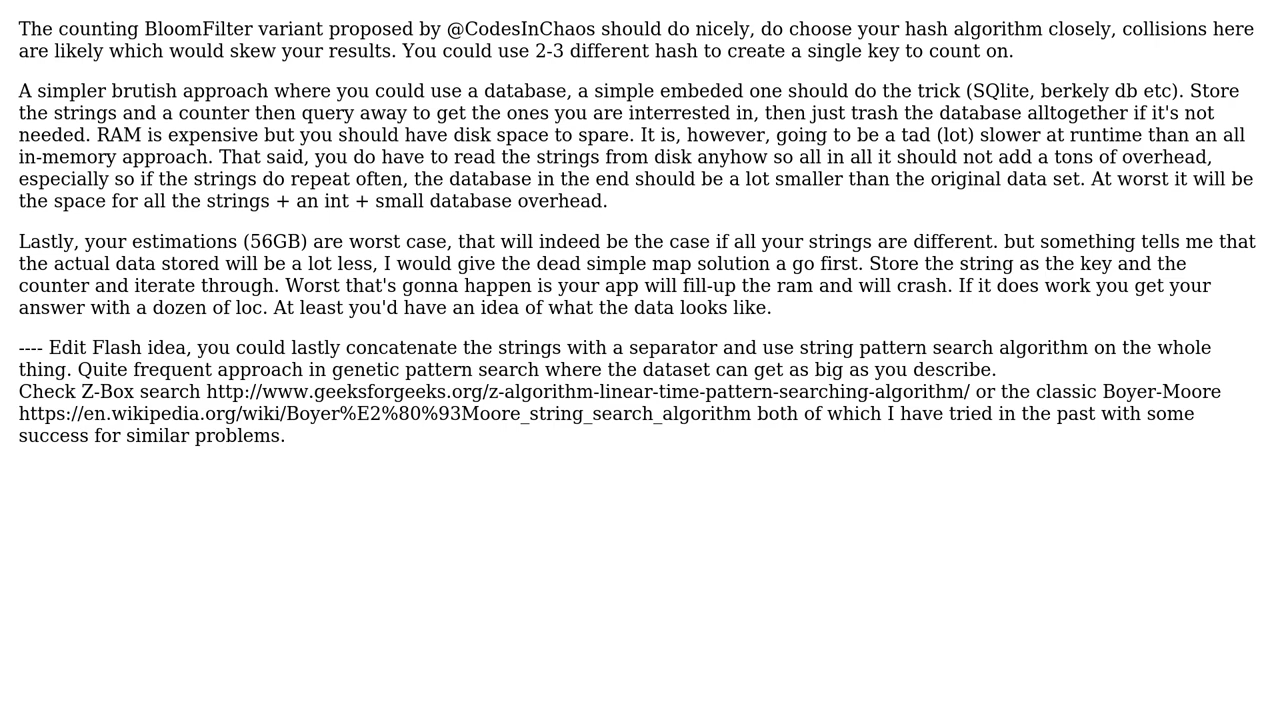 The counting BloomFilter variant proposed by @CodesInChaos should do nicely, do choose your hash algorithm closely, collisions here
are likely which would skew your results. You could use 2-3 different hash to create a single key to count on.
A simpler brutish approach where you could use a database, a simple embeded one should do the trick (SQlite, berkely db etc). Store
the strings and a counter then query away to get the ones you are interrested in, then just trash the database alltogether if it's not
needed. RAM is expensive but you should have disk space to spare. It is, however, going to be a tad (lot) slower at runtime than an all
in-memory approach. That said, you do have to read the strings from disk anyhow so all in all it should not add a tons of overhead,
especially so if the strings do repeat often, the database in the end should be a lot smaller than the original data set. At worst it will be
the space for all the strings + an int + small database overhead.
Lastly, your estimations (56GB) are worst case, that will indeed be the case if all your strings are different. but something tells me that
the actual data stored will be a lot less, I would give the dead simple map solution a go first. Store the string as the key and the
counter and iterate through. Worst that's gonna happen is your app will fill-up the ram and will crash. If it does work you get your
answer with a dozen of loc. At least you'd have an idea of what the data looks like.
---- Edit Flash idea, you could lastly concatenate the strings with a separator and use string pattern search algorithm on the whole
thing. Quite frequent approach in genetic pattern search where the dataset can get as big as you describe.
Check Z-Box search http://www.geeksforgeeks.org/z-algorithm-linear-time-pattern-searching-algorithm/ or the classic Boyer-Moore
https://en.wikipedia.org/wiki/Boyer%E2%80%93Moore_string_search_algorithm both of which I have tried in the past with some
success for similar problems.